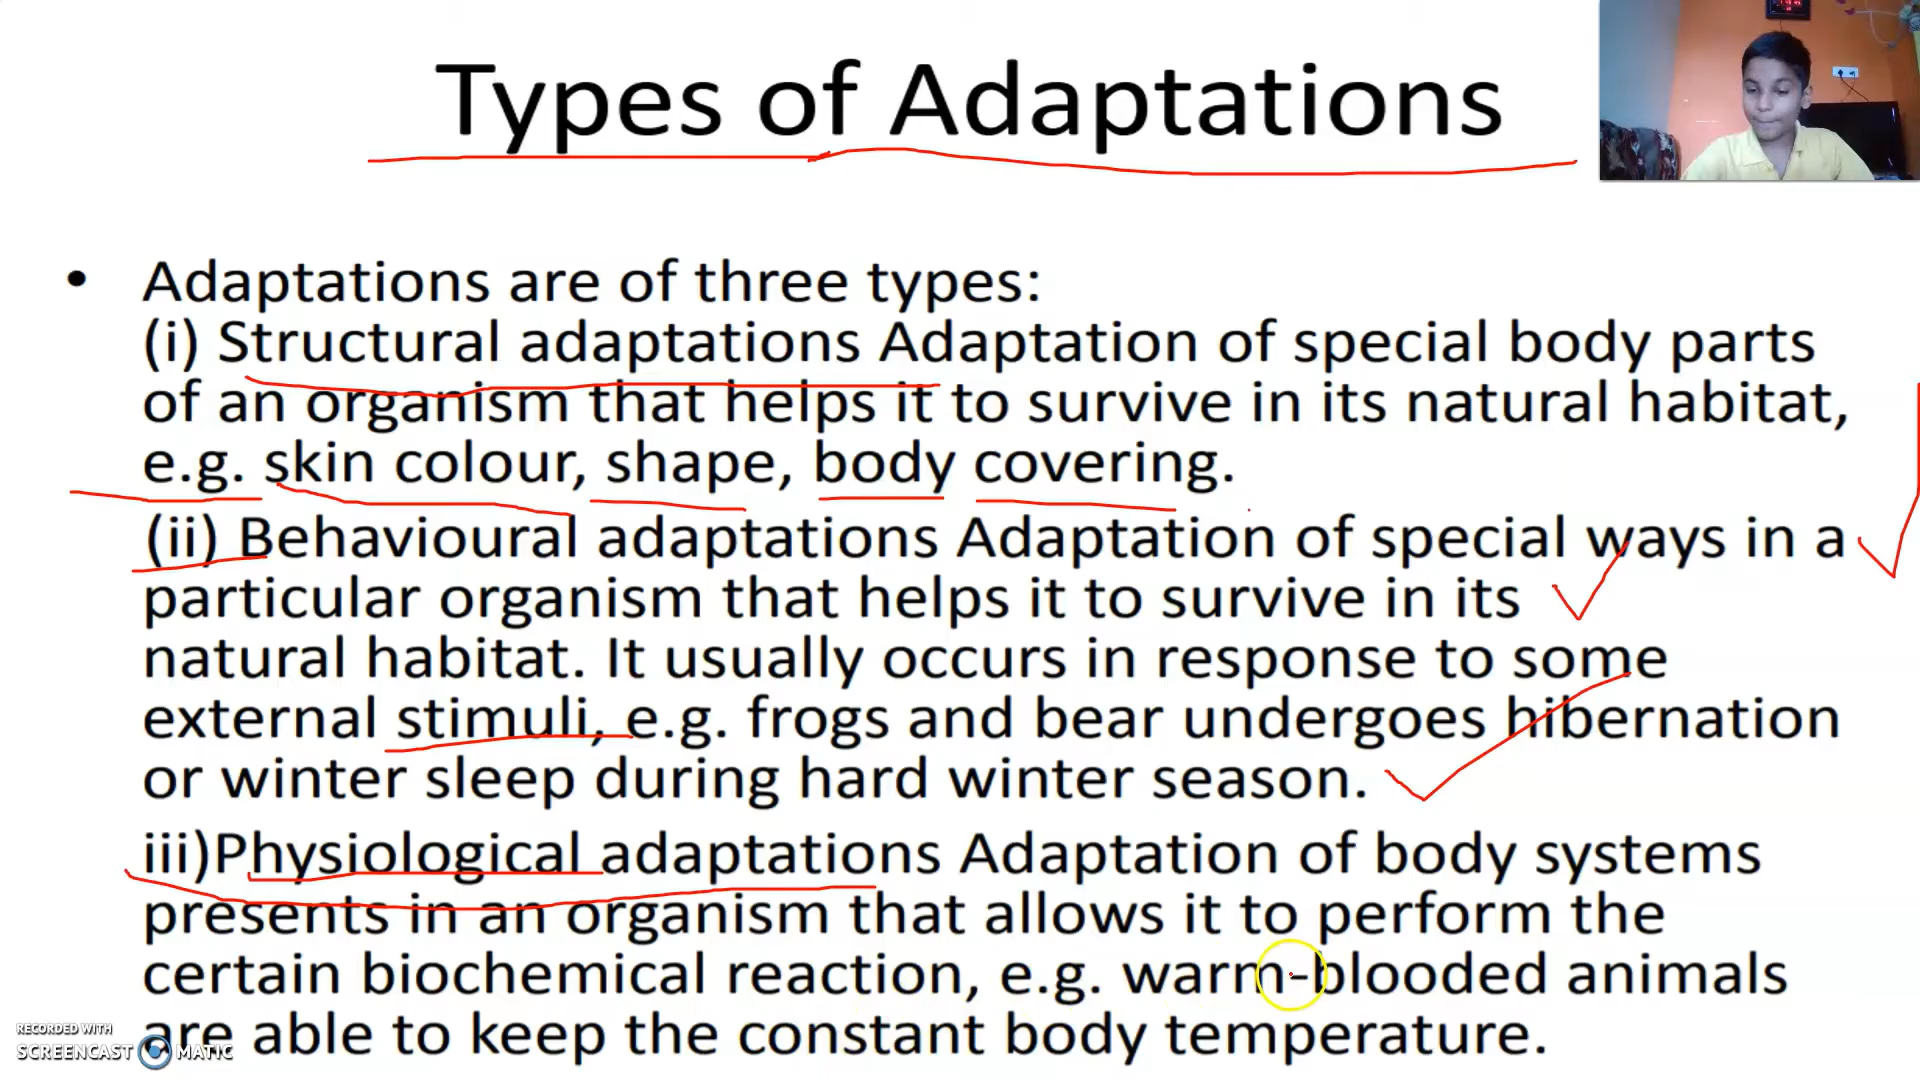 Types of Adaptations
• Adaptations are of three types:
(i) Structural adaptations Adaptation of special body parts
of an organism that helps it to survive in its natural habitat,
e.g. skin colour, shape, body covering.
(ii) Behavioural adaptations Adaptation of special ways in a
particular organism that helps it to survive in its
natural habitat. It usually occurs in response to some
external stimuli, e.g. frogs and bear undergoes hibernation
or winter sleep during hard winter season.
iii)Physiological adaptations Adaptation of body systems
presents in an organism that allows it to perform the
certain biochemical reaction, e.g. warm-blooded animals
are able to keep the constant body temperature.
RECORDED WITH
SCREENCAST MATIC